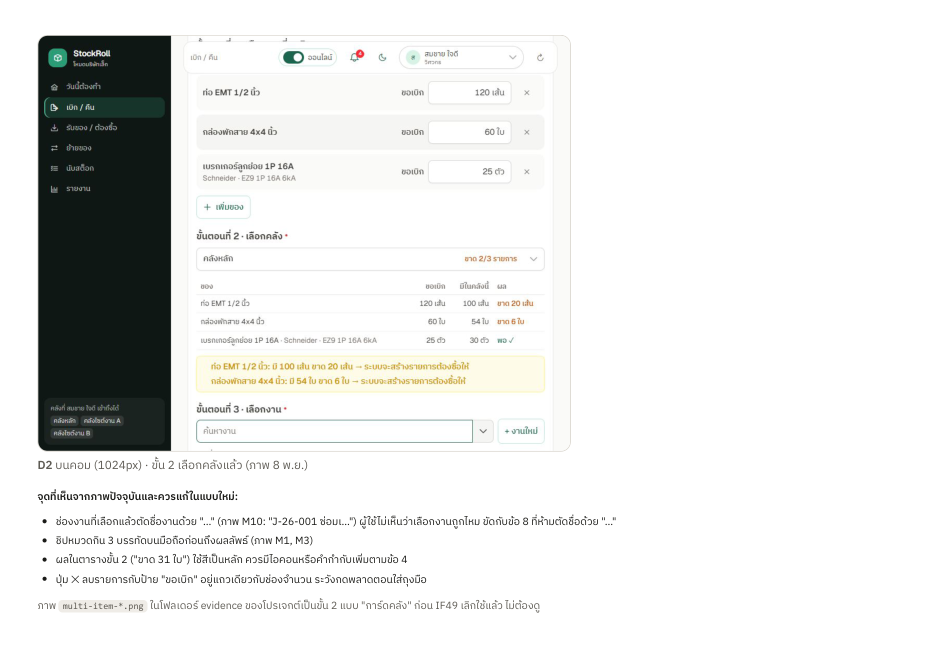 StockRoll
เบิก / คืน
ออนไลน์
4
ส
สมชาย ใจดี
วันนี้ต้องทำ
เบิก / คืน
รับของ / ต้องซื้อ
ย้ายของ
นับสต็อก
รายงาน
ท่อ EMT 1/2 นิ้ว
ขอเบิก
120 เส้น
×
กล่องพักสาย 4x4 นิ้ว
ขอเบิก
60 ใบ
×
เบรกเกอร์ลูกย่อย 1P 16A
Schneider · EZ9 1P 16A 6kA
ขอเบิก
25 ตัว
×
+ เพิ่มของ
ขั้นตอนที่ 2 · เลือกคลัง *
คลังหลัก
ขาด 2/3 รายการ
ของ ขอเบิก มีในคลังนี้ ผล
ท่อ EMT 1/2 นิ้ว 120 เส้น 100 เส้น ขาด 20 เส้น
กล่องพักสาย 4x4 นิ้ว 60 ใบ 54 ใบ ขาด 6 ใบ
เบรกเกอร์ลูกย่อย 1P 16A · Schneider · EZ9 1P 16A 6kA 25 ตัว 30 ตัว พอ ✓
ท่อ EMT 1/2 นิ้ว: มี 100 เส้น ขาด 20 เส้น → ระบบจะสร้างรายการต้องซื้อให้
กล่องพักสาย 4x4 นิ้ว: มี 54 ใบ ขาด 6 ใบ → ระบบจะสร้างรายการต้องซื้อให้
ขั้นตอนที่ 3 · เลือกงาน *
ค้นหางาน
+ งานใหม่
คลังที่ สมชาย ใจดี เข้าถึงได้
คลังหลัก คลังไซต์งาน A
คลังไซต์งาน B
D2 บนคอม (1024px) · ขั้น 2 เลือกคลังแล้ว (ภาพ 8 พ.ย.)
จุดที่เห็นจากภาพปัจจุบันและควรแก้ในแบบใหม่:
• ช่องงานที่เลือกแล้วตัดชื่องานด้วย "..." (ภาพ M10: "J-26-001 ซ่อมเ...") ผู้ใช้ไม่เห็นว่าเลือกงานถูกไหม ขัดกับข้อ 8 ที่ห้ามตัดชื่อด้วย "..."
• ชิปหมวดกิน 3 บรรทัดบนมือถือก่อนถึงผลลัพธ์ (ภาพ M1, M3)
• ผลในตารางขั้น 2 ("ขาด 31 ใบ") ใช้สีเป็นหลัก ควรมีไอคอนหรือคำกำกับเพิ่มตามข้อ 4
• ปุ่ม ✕ ลบรายการกับป้าย "ขอเบิก" อยู่แถวเดียวกับช่องจำนวน ระวังกดพลาดตอนใส่ถุงมือ
ภาพ multi-item-*.png ในโฟลเดอร์ evidence ของโปรเจกต์เป็นขั้น 2 แบบ "การ์ดคลัง" ก่อน IF49 เลิกใช้แล้ว ไม่ต้องดู